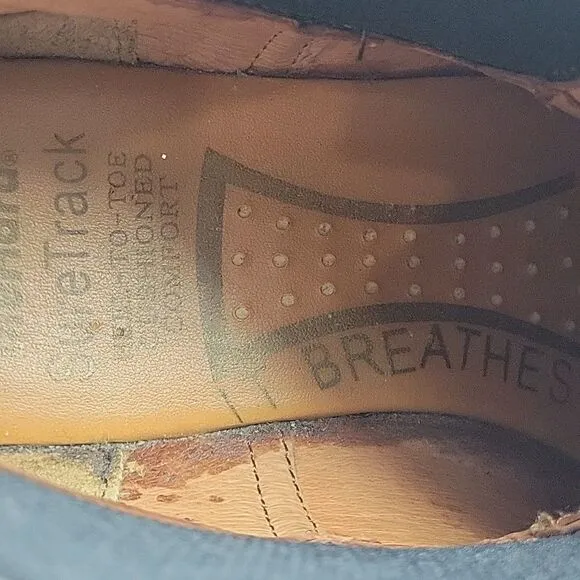 SureTrack
-TO-TOE
CUSHIONED
COMFORT
BREATHES